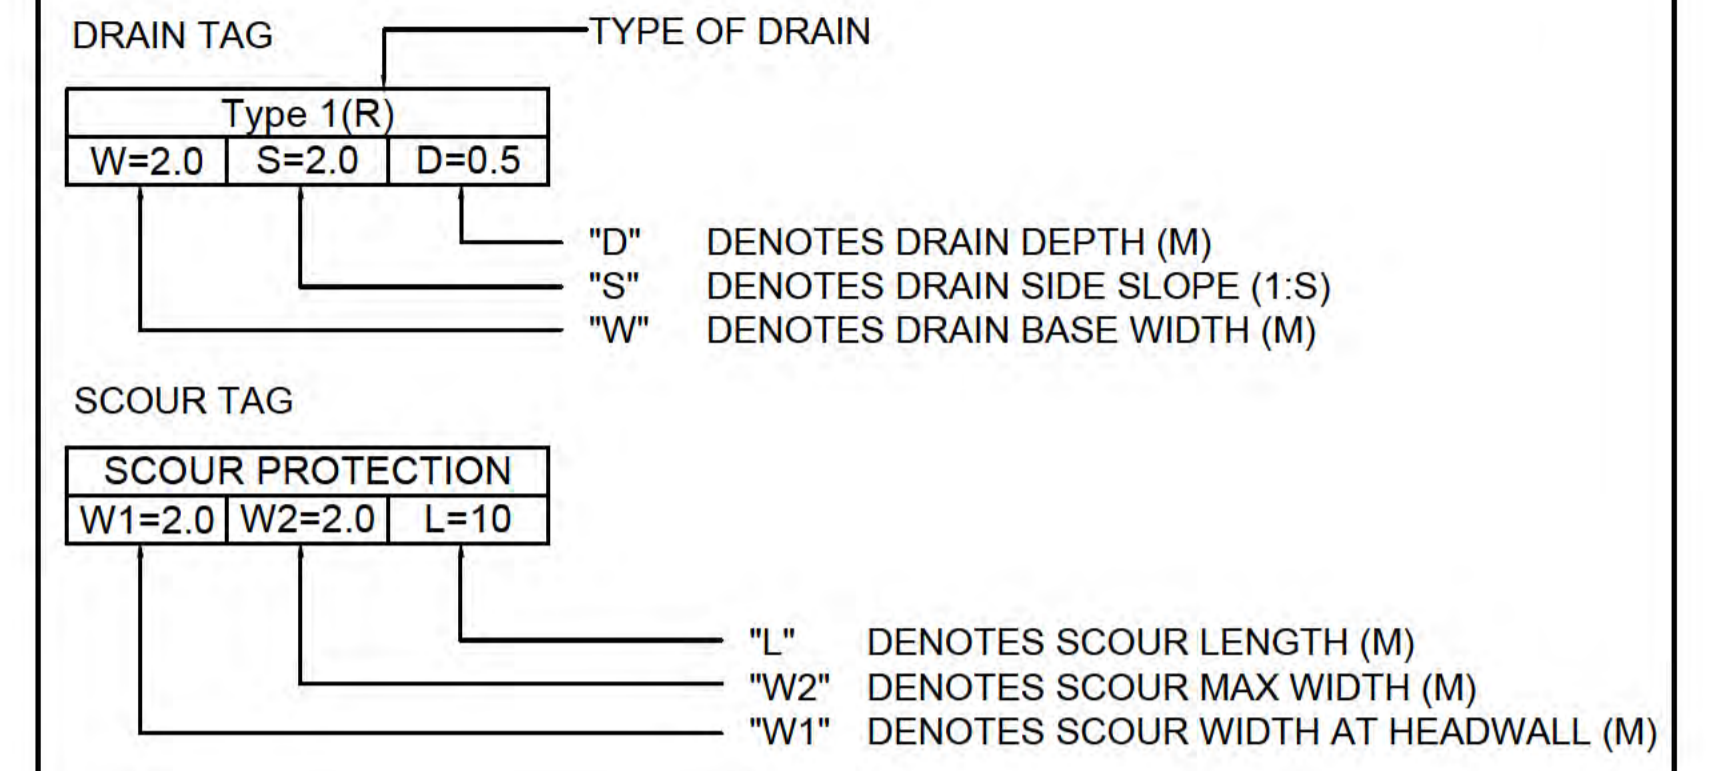 DRAIN TAG
TYPE OF DRAIN
Type 1(R)
W=2.0 S=2.0 D=0.5
"D" DENOTES DRAIN DEPTH (M)
"S" DENOTES DRAIN SIDE SLOPE (1:S)
"W" DENOTES DRAIN BASE WIDTH (M)
SCOUR TAG
SCOUR PROTECTION
W1=2.0 W2=2.0 L=10
"L" DENOTES SCOUR LENGTH (M)
"W2" DENOTES SCOUR MAX WIDTH (M)
"W1" DENOTES SCOUR WIDTH AT HEADWALL (M)